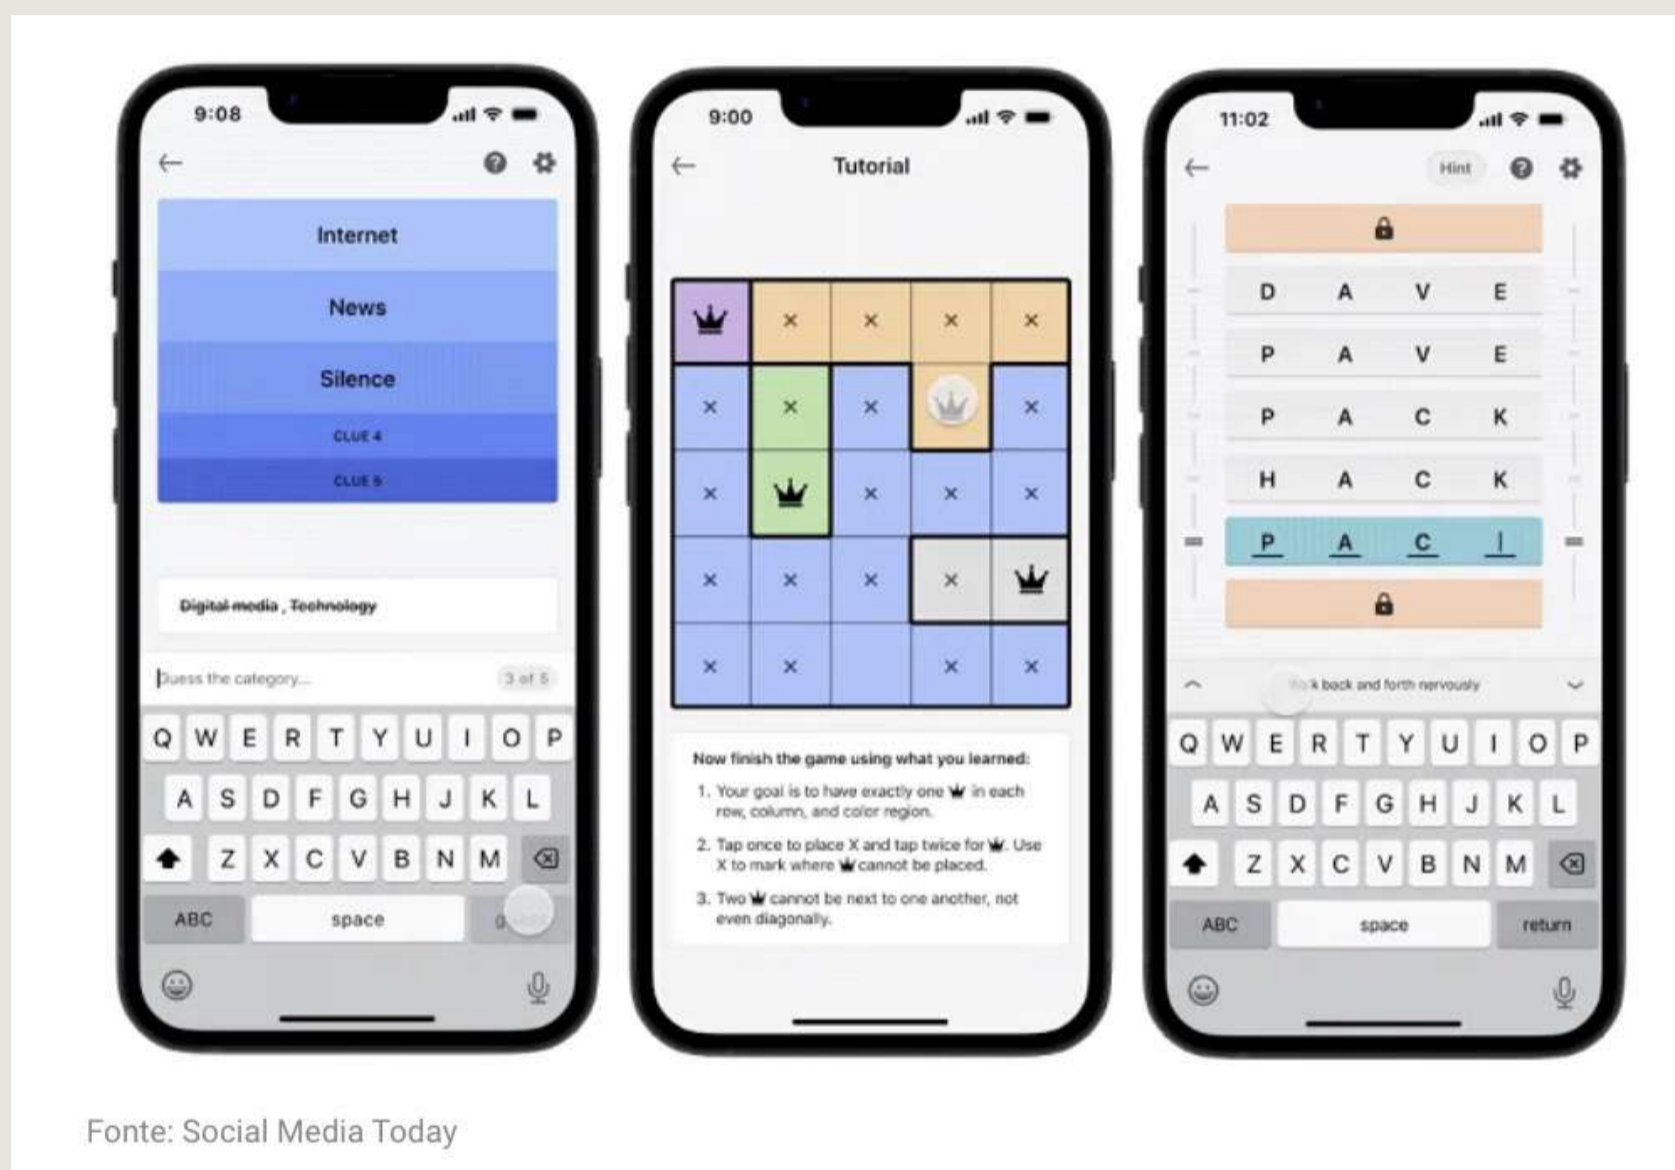 9:08
Internet
News
Silence
CLUE 4
CLUE 5
Digital media , Technology
Guess the category...
3 of 5
Q W E R T Y U I O P
A S D F G H J K L
Z X C V B N M
ABC space
9:00
Tutorial
× × × ×
× × × ×
× × × ×
× × × ×
× × × ×
Now finish the game using what you learned:
1. Your goal is to have exactly one in each
row, column, and color region.
2. Tap once to place X and tap twice for . Use
X to mark where cannot be placed.
3. Two cannot be next to one another, not
even diagonally.
11:02
Hint
D A V E
P A V E
P A C K
H A C K
P A C
back and forth nervously
Q W E R T Y U I O P
A S D F G H J K L
Z X C V B N M
ABC space return
Fonte: Social Media Today